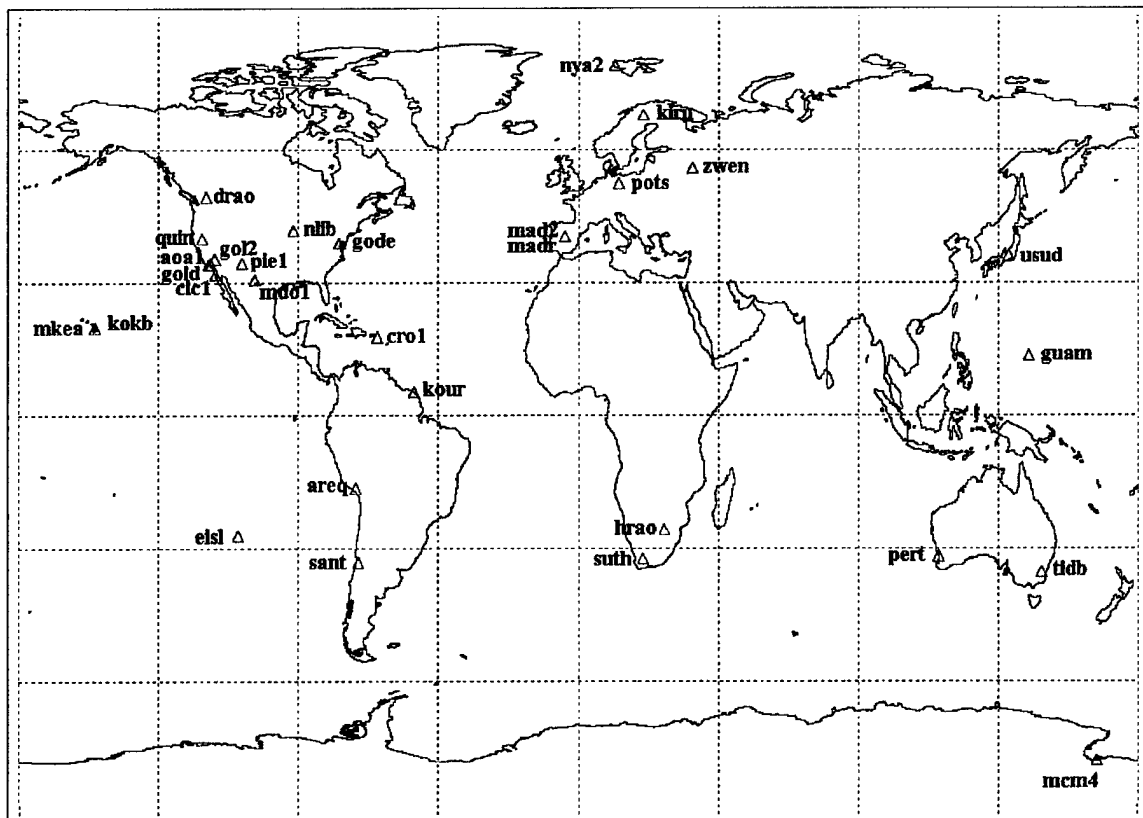 nya2
kiru
zwen
pots
drao
nlib
mad2
quin
gode
madr
gol2
aoa1
pie1
usud
gold
clc1
mdo1
mkea
kokb
cro1
guam
kour
areq
hrao
eisl
pert
suth
sant
tidb
mcm4